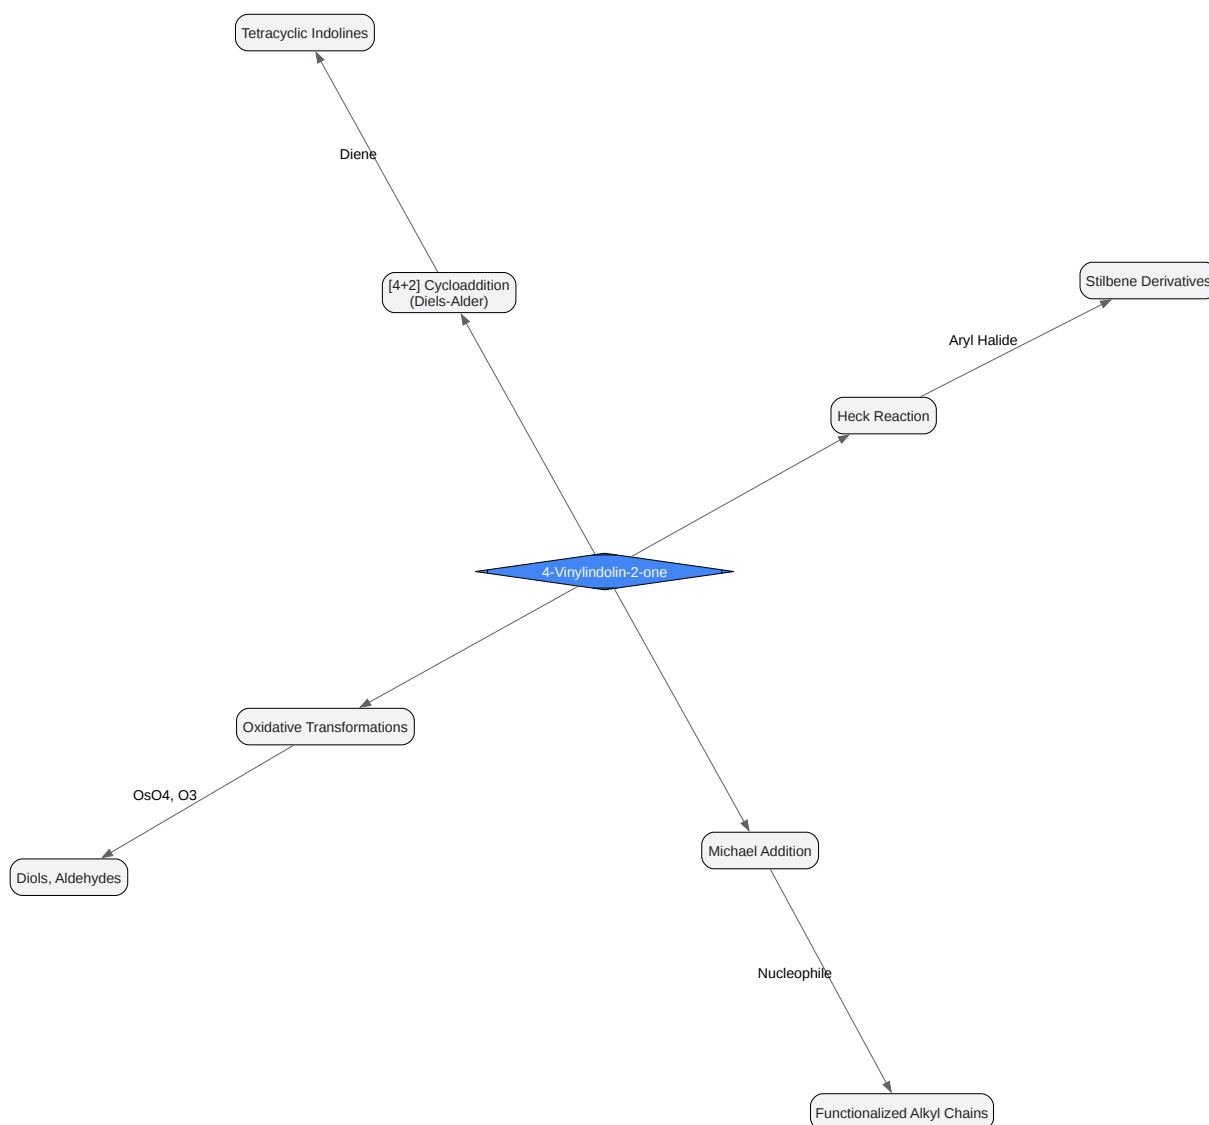 Tetracyclic Indolines
Diene
[4+2] Cycloaddition
(Diels-Alder)
Stilbene Derivatives
Aryl Halide
Heck Reaction
4-Vinylindolin-2-one
Oxidative Transformations
OsO4, O3
Diols, Aldehydes
Michael Addition
Nucleophile
Functionalized Alkyl Chains